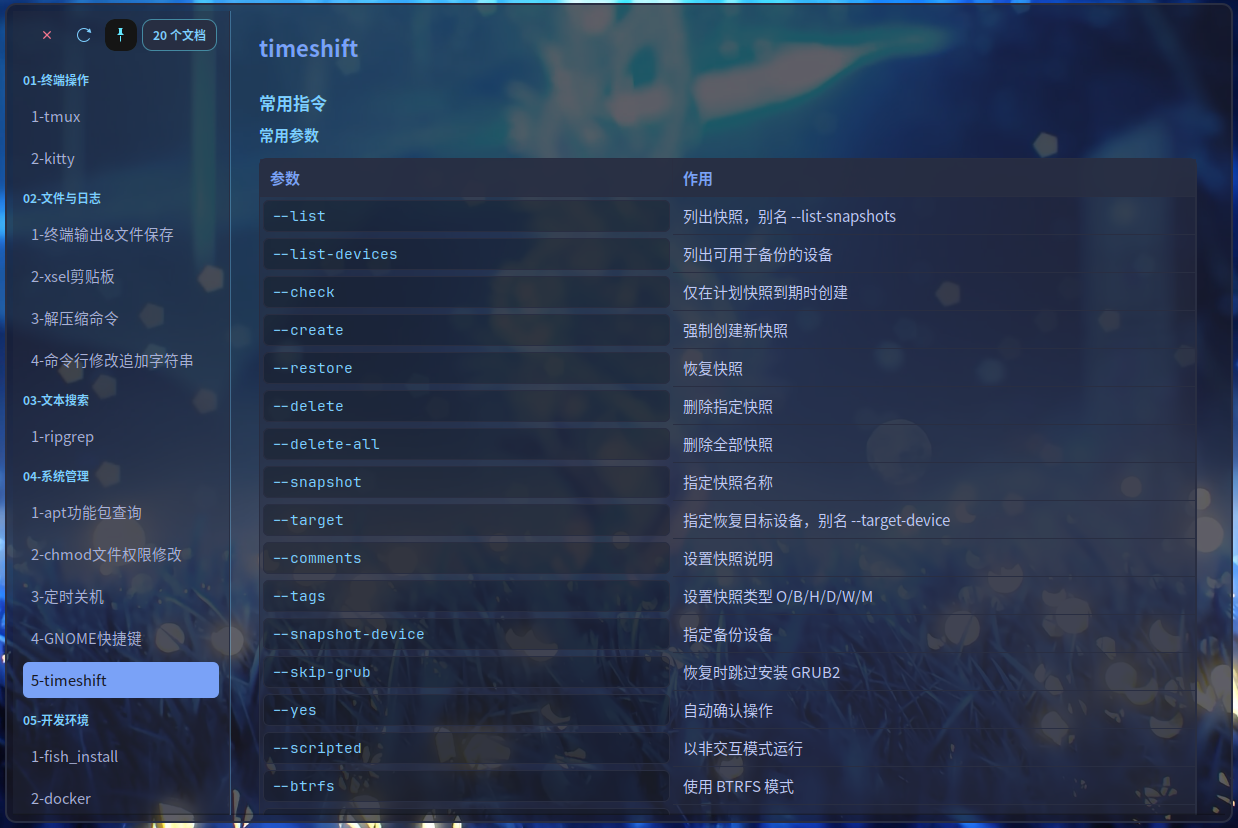 20 个文档
01-终端操作
1-tmux
2-kitty
02-文件与日志
1-终端输出&文件保存
2-xsel剪贴板
3-解压缩命令
4-命令行修改追加字符串
03-文本搜索
1-ripgrep
04-系统管理
1-apt功能包查询
2-chmod文件权限修改
3-定时关机
4-GNOME快捷键
5-timeshift
05-开发环境
1-fish_install
2-docker
timeshift
常用指令
常用参数
参数 作用
--list 列出快照，别名 --list-snapshots
--list-devices 列出可用于备份的设备
--check 仅在计划快照到期时创建
--create 强制创建新快照
--restore 恢复快照
--delete 删除指定快照
--delete-all 删除全部快照
--snapshot 指定快照名称
--target 指定恢复目标设备，别名 --target-device
--comments 设置快照说明
--tags 设置快照类型 O/B/H/D/W/M
--snapshot-device 指定备份设备
--skip-grub 恢复时跳过安装 GRUB2
--yes 自动确认操作
--scripted 以非交互模式运行
--btrfs 使用 BTRFS 模式